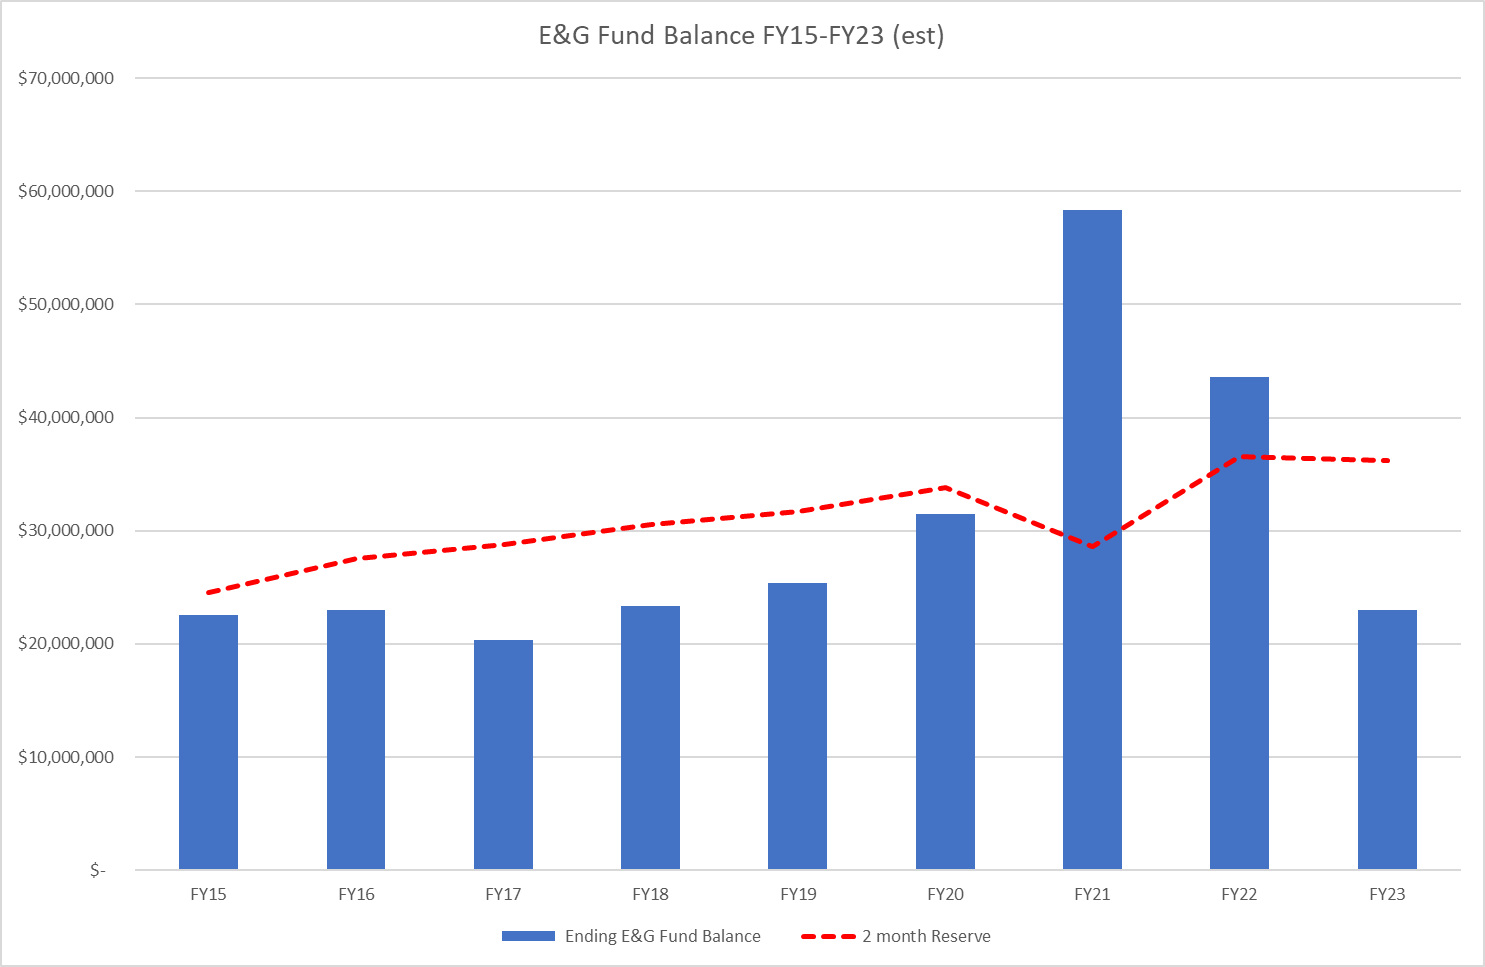 E&G Fund Balance FY15-FY23 (est)
$70,000,000
$60,000,000
$50,000,000
$40,000,000
$30,000,000
$20,000,000
$10,000,000
$-
FY15 FY16 FY17 FY18 FY19 FY20 FY21 FY22 FY23
Ending E&G Fund Balance 2 month Reserve